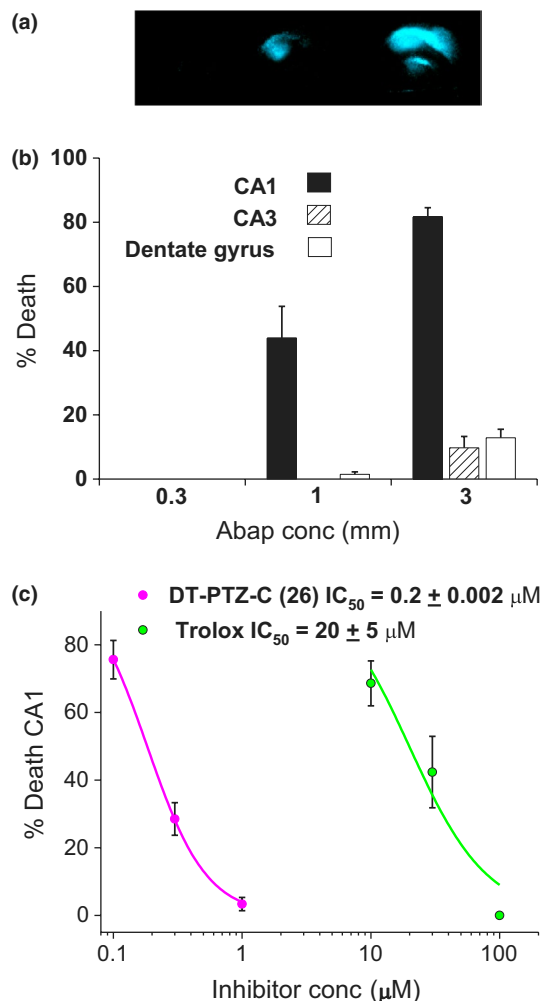 (a)
(b)
100
80
60
40
20
0
% Death
CA1
CA3
Dentate gyrus
0.3 1 3
Abap conc (mm)
(c)
DT-PTZ-C (26) IC50 = 0.2 ± 0.002 μM
Trolox IC50 = 20 ± 5 μM
80
60
40
20
0
% Death CA1
0.1 1 10 100
Inhibitor conc (μM)